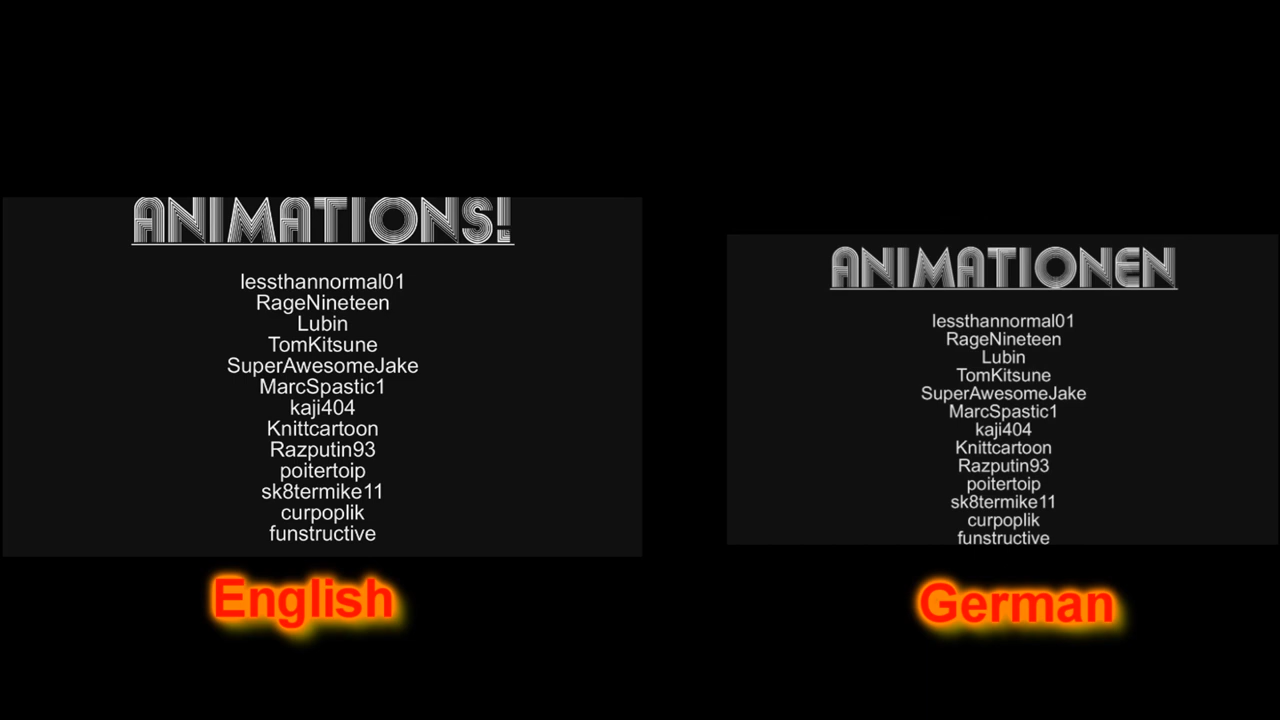 ANIMATIONS!
lessthannormal01
RageNineteen
Lubin
TomKitsune
SuperAwesomeJake
MarcSpastic1
kaji404
Knittcartoon
Razputin93
poitertoip
sk8termike11
curpoplik
funstructive
English
ANIMATIONEN
lessthannormal01
RageNineteen
Lubin
TomKitsune
SuperAwesomeJake
MarcSpastic1
kaji404
Knittcartoon
Razputin93
poitertoip
sk8termike11
curpoplik
funstructive
German